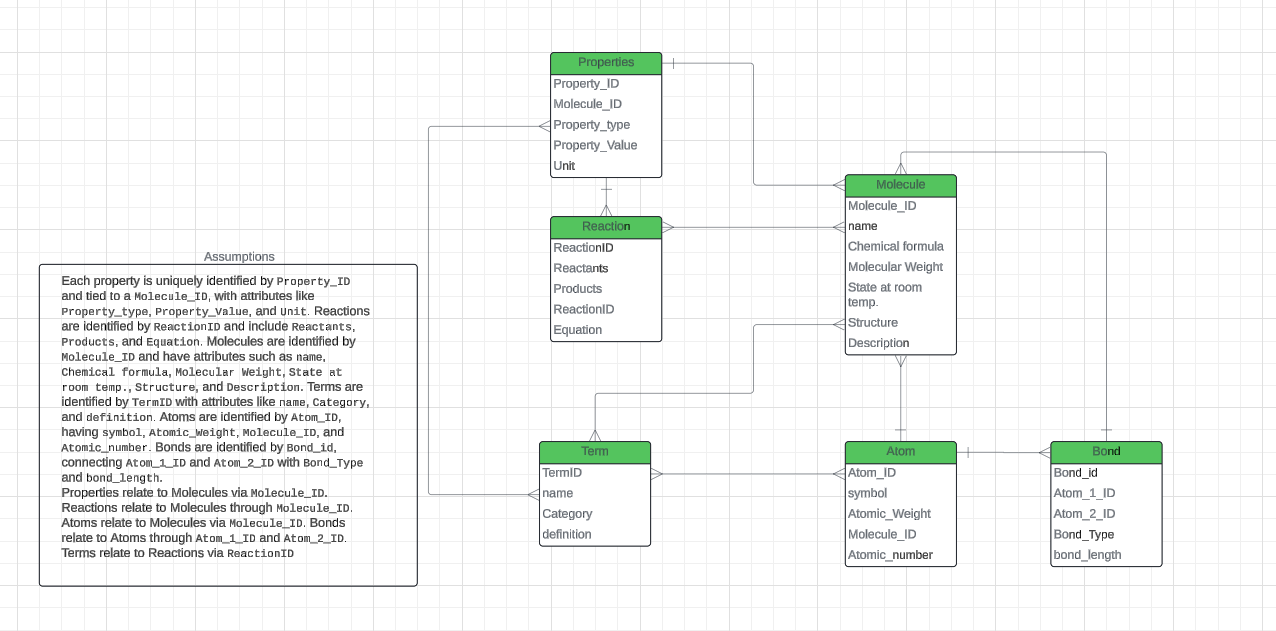 Properties
Property_ID
Molecule_ID
Property_type
Property_Value
Unit
Reaction
ReactionID
Reactants
Products
ReactionID
Equation
Molecule
Molecule_ID
name
Chemical formula
Molecular Weight
State at room
temp.
Structure
Description
Assumptions
Each property is uniquely identified by Property_ID
and tied to a Molecule_ID, with attributes like
Property_type, Property_Value, and Unit. Reactions
are identified by ReactionID and include Reactants,
Products, and Equation. Molecules are identified by
Molecule_ID and have attributes such as name,
Chemical formula, Molecular Weight, State at
room temp., Structure, and Description. Terms are
identified by TermID with attributes like name, Category,
and definition. Atoms are identified by Atom_ID,
having symbol, Atomic_Weight, Molecule_ID, and
Atomic_number. Bonds are identified by Bond_id,
connecting Atom_1_ID and Atom_2_ID with Bond_Type
and bond_length.
Properties relate to Molecules via Molecule_ID.
Reactions relate to Molecules through Molecule_ID.
Atoms relate to Molecules via Molecule_ID. Bonds
relate to Atoms through Atom_1_ID and Atom_2_ID.
Terms relate to Reactions via ReactionID
Term
TermID
name
Category
definition
Atom
Atom_ID
symbol
Atomic_Weight
Molecule_ID
Atomic_number
Bond
Bond_id
Atom_1_ID
Atom_2_ID
Bond_Type
bond_length